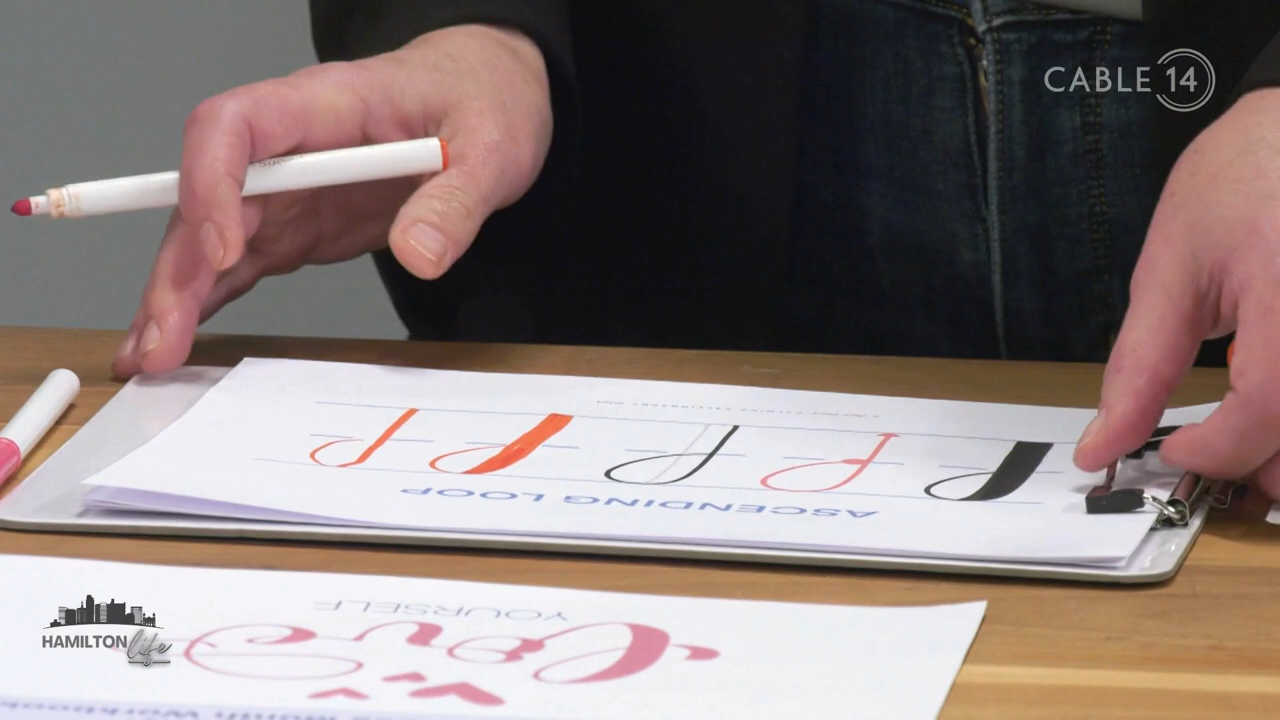 CABLE 14
ASCENDING LOOP
love
YOURSELF
HAMILTON
life